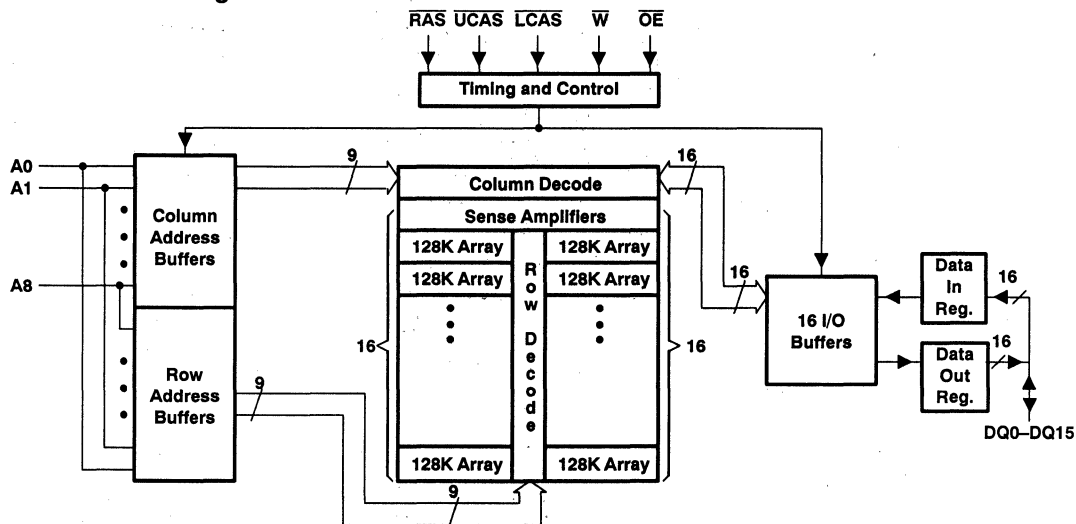 RAS UCAS LCAS W OE
Timing and Control
A0
A1
A8
Column
Address
Buffers
Row
Address
Buffers
9
9
9
Column Decode
Sense Amplifiers
128K Array
128K Array
128K Array
128K Array
128K Array
128K Array
Row Decode
16
16
16
16
16 I/O
Buffers
Data
In
Reg.
16
Data
Out
Reg.
16
DQ0–DQ15